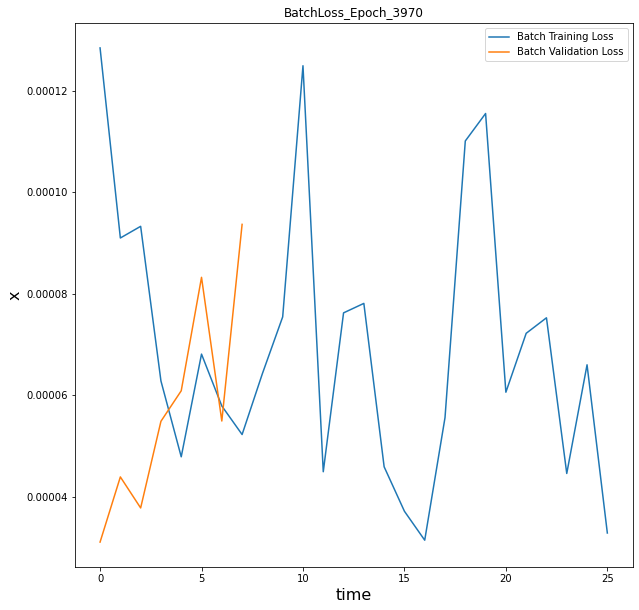 BatchLoss_Epoch_3970
Batch Training Loss
Batch Validation Loss
0.00012
0.00010
0.00008
0.00006
0.00004
x
0 5 10 15 20 25
time